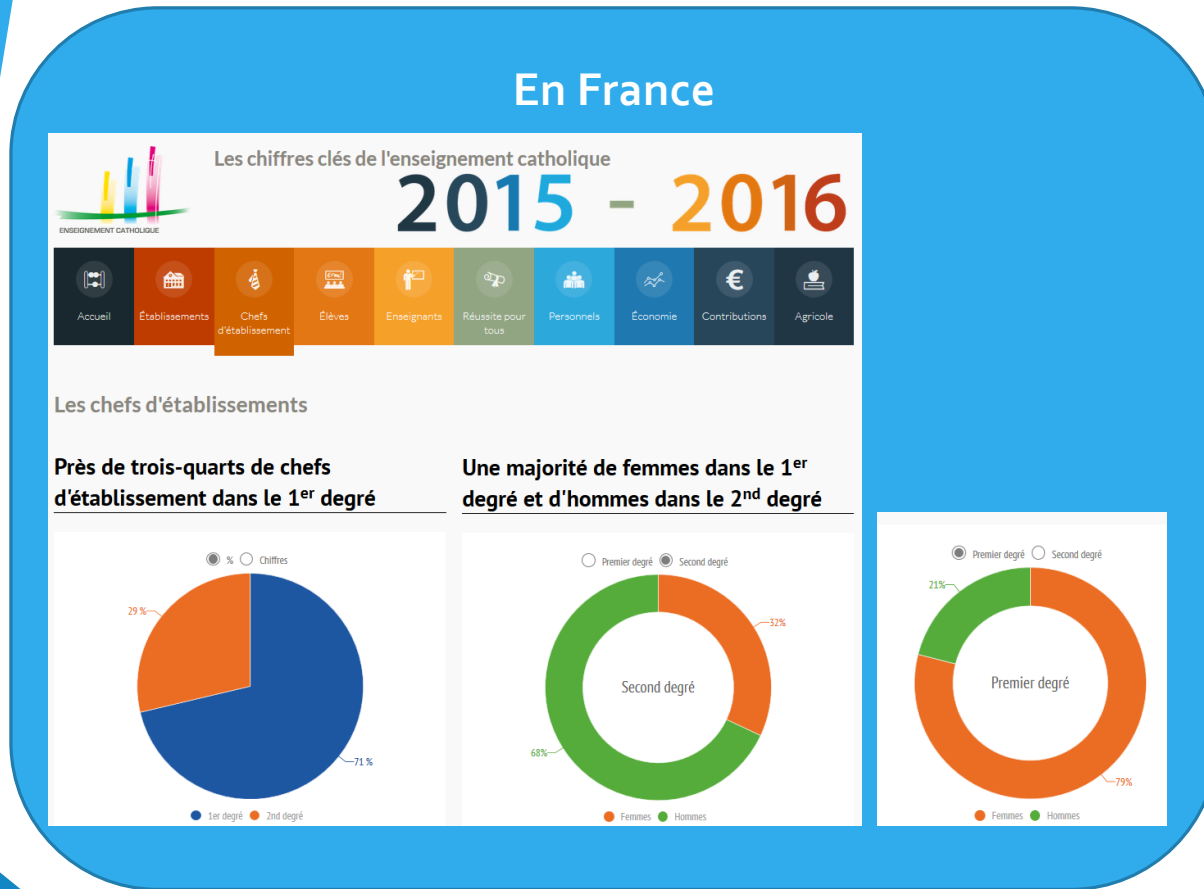 En France
Les chiffres clés de l'enseignement catholique
2015 - 2016
ENSEIGNEMENT CATHOLIQUE
Accueil
Établissements
Chefs
d'établissement
Élèves
Enseignants
Réussite pour
tous
Personnels
Économie
€
Contributions
Agricole
Les chefs d'établissements
Près de trois-quarts de chefs
d'établissement dans le 1er degré
% Chiffres
29 %
71 %
1er degré 2nd degré
Une majorité de femmes dans le 1er
degré et d'hommes dans le 2nd degré
Premier degré Second degré
32%
Second degré
68%
Femmes Hommes
Premier degré Second degré
21%
Premier degré
79%
Femmes Hommes